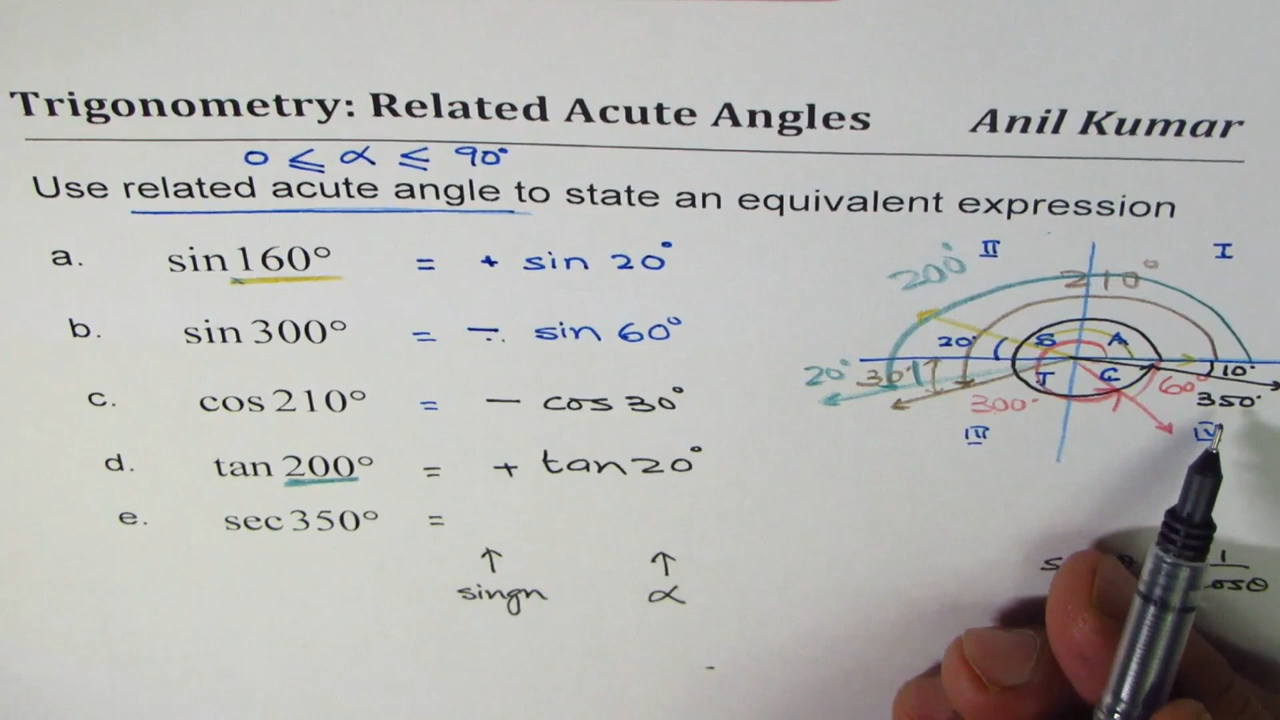 Trigonometry: Related Acute Angles Anil Kumar
0 ≤ α ≤ 90°
Use related acute angle to state an equivalent expression
a. sin 160° = + sin 20°
b. sin 300° = - sin 60°
c. cos 210° = - cos 30°
d. tan 200° = + tan 20°
e. sec 350° =
↑ ↑
singn α
II I
200° 210°
20° S A
20° 30° T C 60° 10°
300° 350°
III IV
1
θ